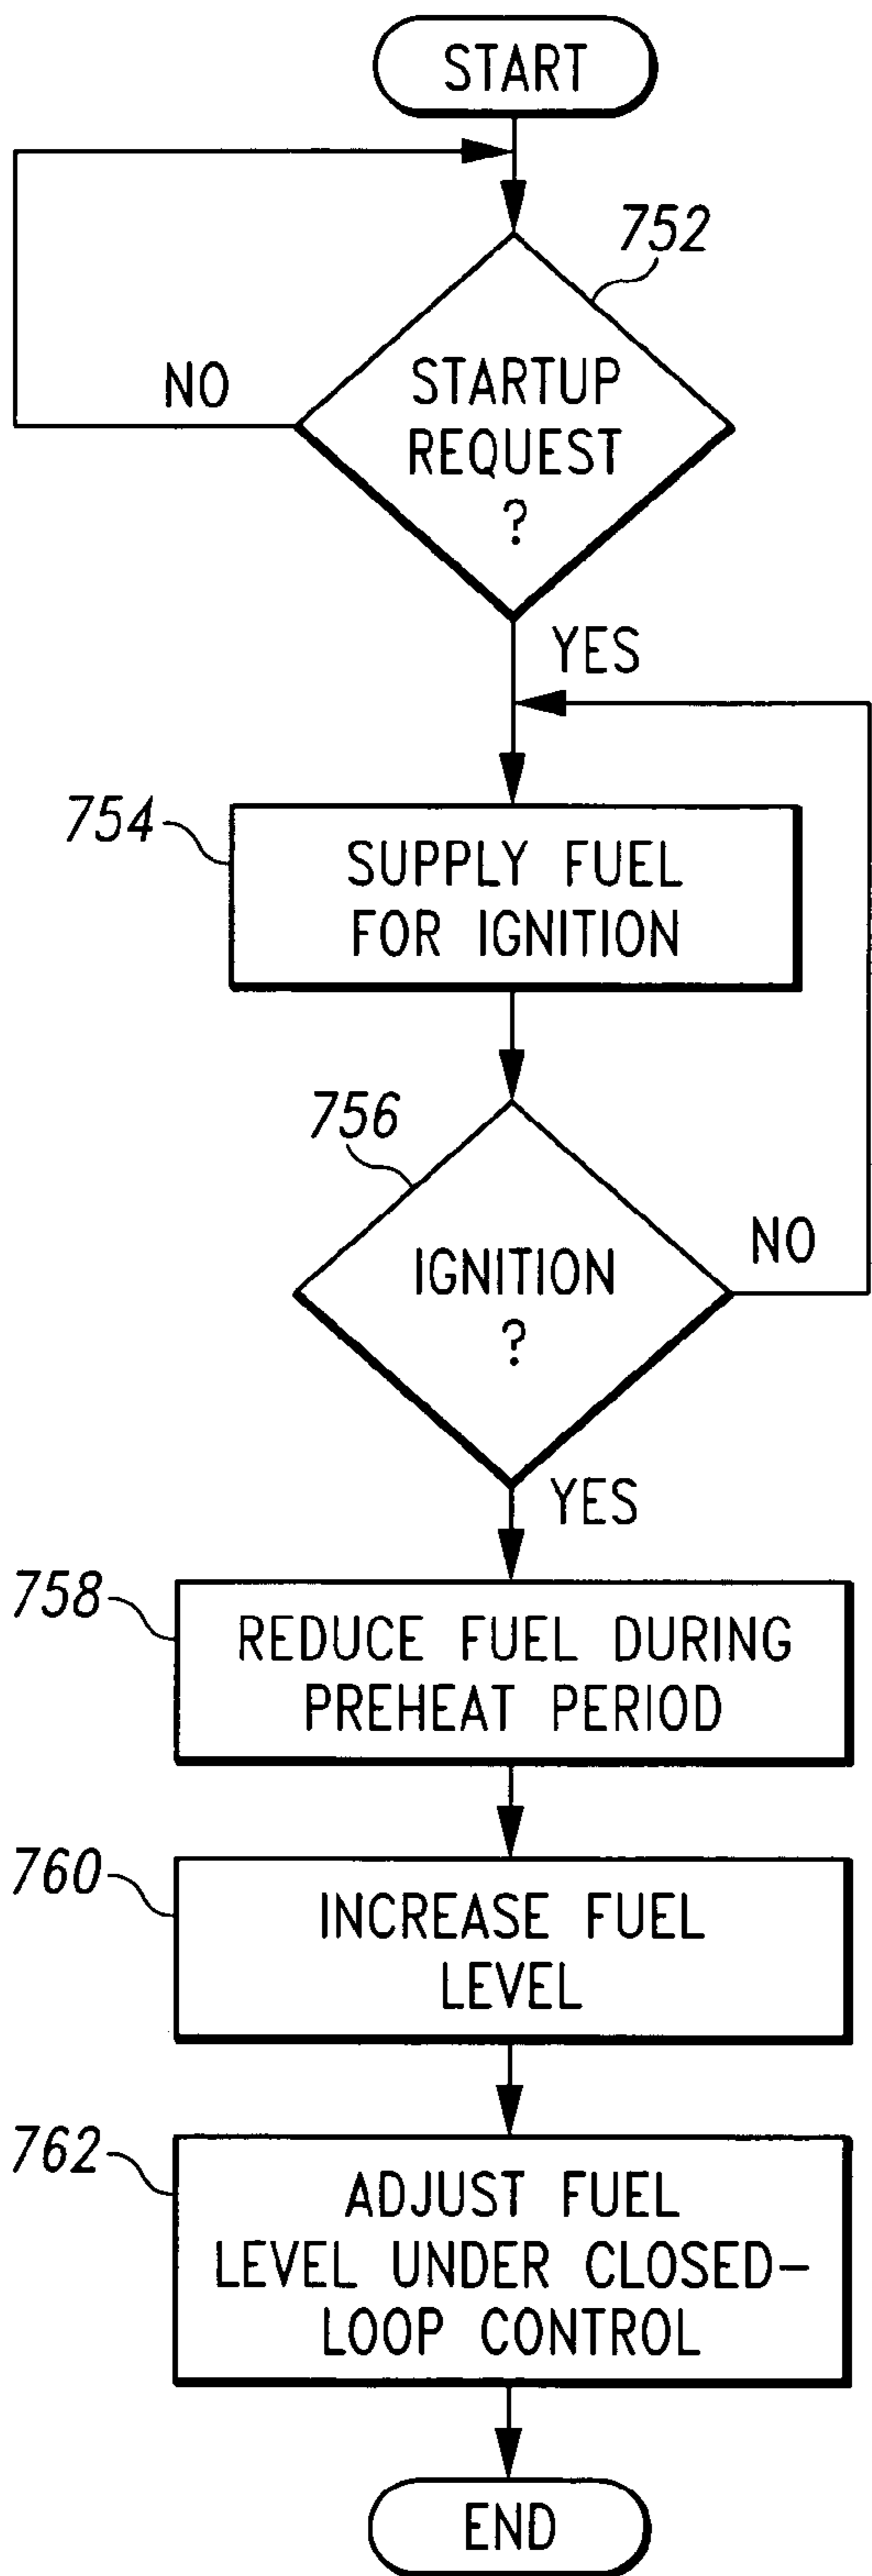 START
752
NO
STARTUP
REQUEST
?
YES
754
SUPPLY FUEL
FOR IGNITION
756
NO
IGNITION
?
YES
758
REDUCE FUEL DURING
PREHEAT PERIOD
760
INCREASE FUEL
LEVEL
762
ADJUST FUEL
LEVEL UNDER CLOSED-
LOOP CONTROL
END